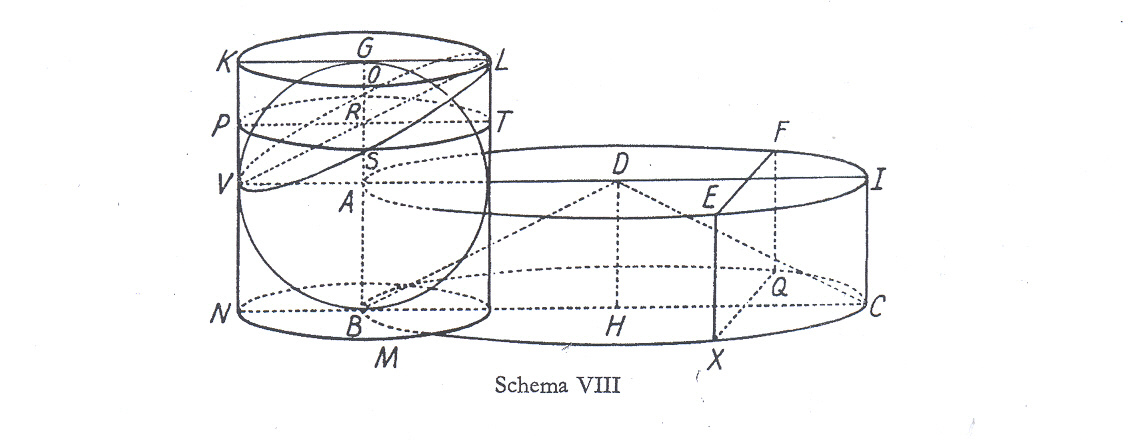 G
K L
O
P R T
F
S D I
V
A E
Q
N B H C
M X
Schema VIII